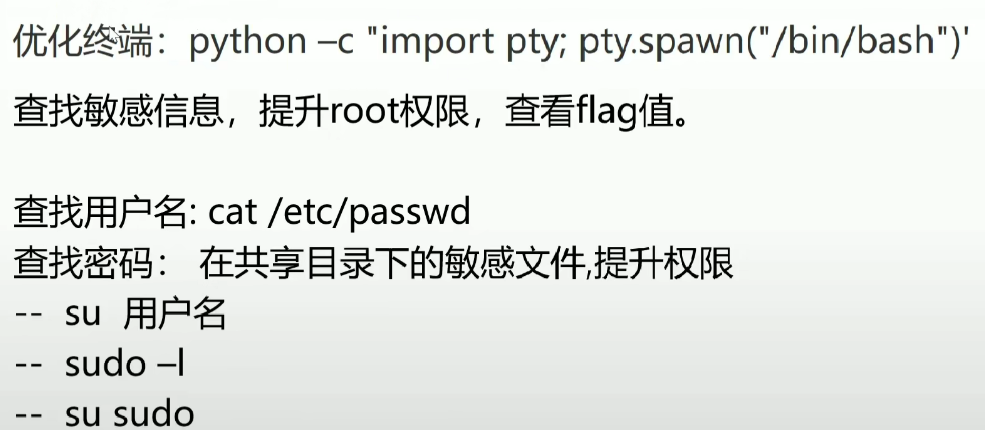 优化终端：python –c "import pty; pty.spawn("/bin/bash")'
查找敏感信息，提升root权限，查看flag值。
查找用户名: cat /etc/passwd
查找密码： 在共享目录下的敏感文件,提升权限
-- su 用户名
-- sudo –l
-- su sudo